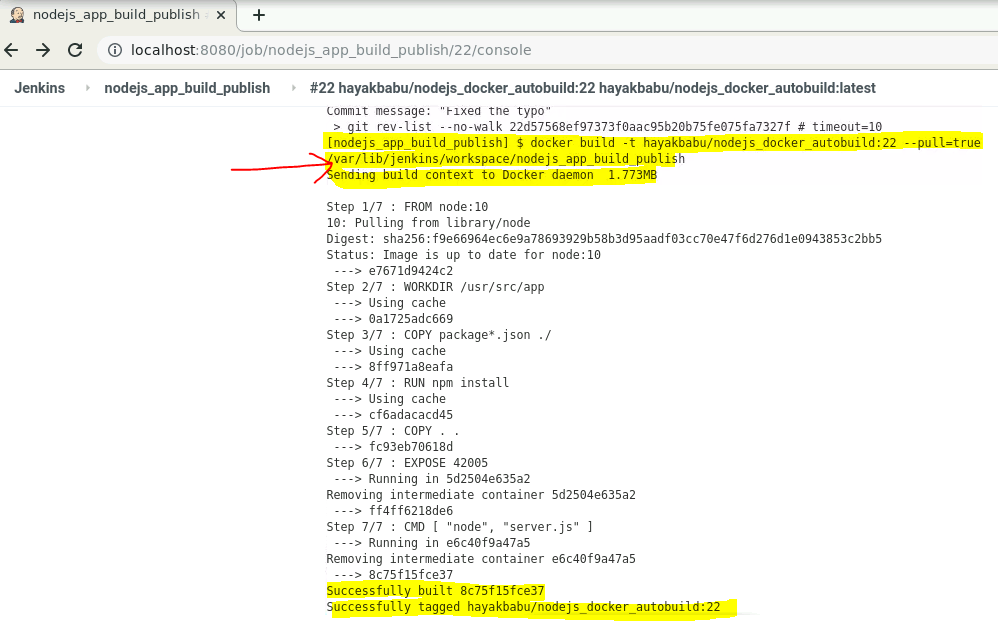 nodejs_app_build_publish
localhost:8080/job/nodejs_app_build_publish/22/console
Jenkins nodejs_app_build_publish #22 hayakbabu/nodejs_docker_autobuild:22 hayakbabu/nodejs_docker_autobuild:latest
Commit message: "Fixed the typo"
> git rev-list --no-walk 22d57568ef97373f0aac95b20b75fe075fa7327f # timeout=10
[nodejs_app_build_publish] $ docker build -t hayakbabu/nodejs_docker_autobuild:22 --pull=true
/var/lib/jenkins/workspace/nodejs_app_build_publish
Sending build context to Docker daemon  1.773MB
Step 1/7 : FROM node:10
10: Pulling from library/node
Digest: sha256:f9e66964ec6e9a78693929b58b3d95aadf03cc70e47f6d276d1e0943853c2bb5
Status: Image is up to date for node:10
---> e7671d9424c2
Step 2/7 : WORKDIR /usr/src/app
---> Using cache
---> 0a1725adc669
Step 3/7 : COPY package*.json ./
---> Using cache
---> 8ff971a8eafa
Step 4/7 : RUN npm install
---> Using cache
---> cf6adacacd45
Step 5/7 : COPY . .
---> fc93eb70618d
Step 6/7 : EXPOSE 42005
---> Running in 5d2504e635a2
Removing intermediate container 5d2504e635a2
---> ff4ff6218de6
Step 7/7 : CMD [ "node", "server.js" ]
---> Running in e6c40f9a47a5
Removing intermediate container e6c40f9a47a5
---> 8c75f15fce37
Successfully built 8c75f15fce37
Successfully tagged hayakbabu/nodejs_docker_autobuild:22